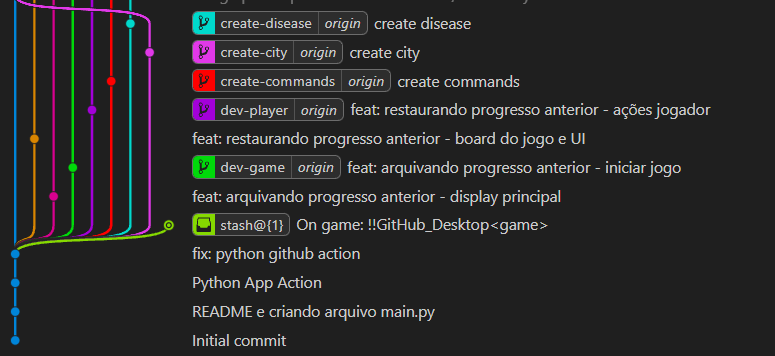 create-disease origin create disease
create-city origin create city
create-commands origin create commands
dev-player origin feat: restaurando progresso anterior - ações jogador
feat: restaurando progresso anterior - board do jogo e UI
dev-game origin feat: arquivando progresso anterior - iniciar jogo
feat: arquivando progresso anterior - display principal
stash@{1} On game: !!GitHub_Desktop<game>
fix: python github action
Python App Action
README e criando arquivo main.py
Initial commit